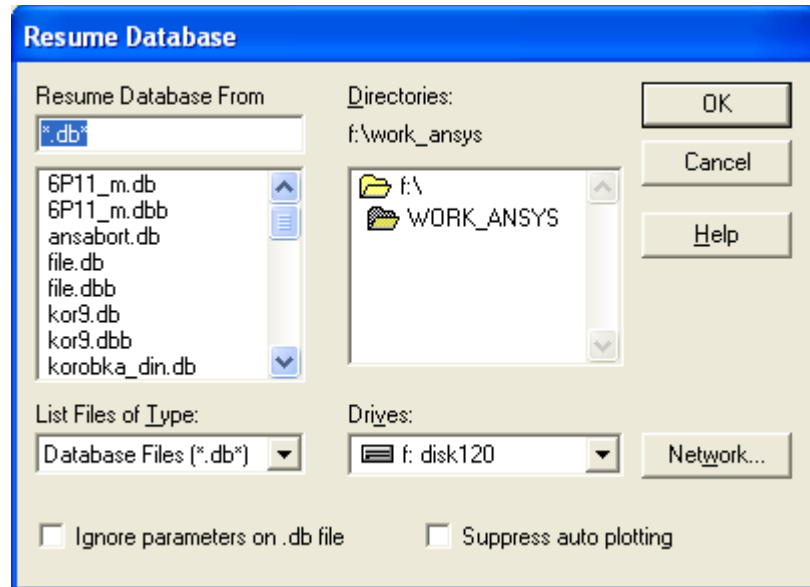 Resume Database
Resume Database From
*.db*
6P11_m.db
6P11_m.dbb
ansabort.db
file.db
file.dbb
kor9.db
kor9.dbb
korobka_din.db
List Files of Type:
Database Files (*.db*)
Directories:
f:\work_ansys
f:\
WORK_ANSYS
Drives:
f: disk120
OK
Cancel
Help
Network...
Ignore parameters on .db file
Suppress auto plotting